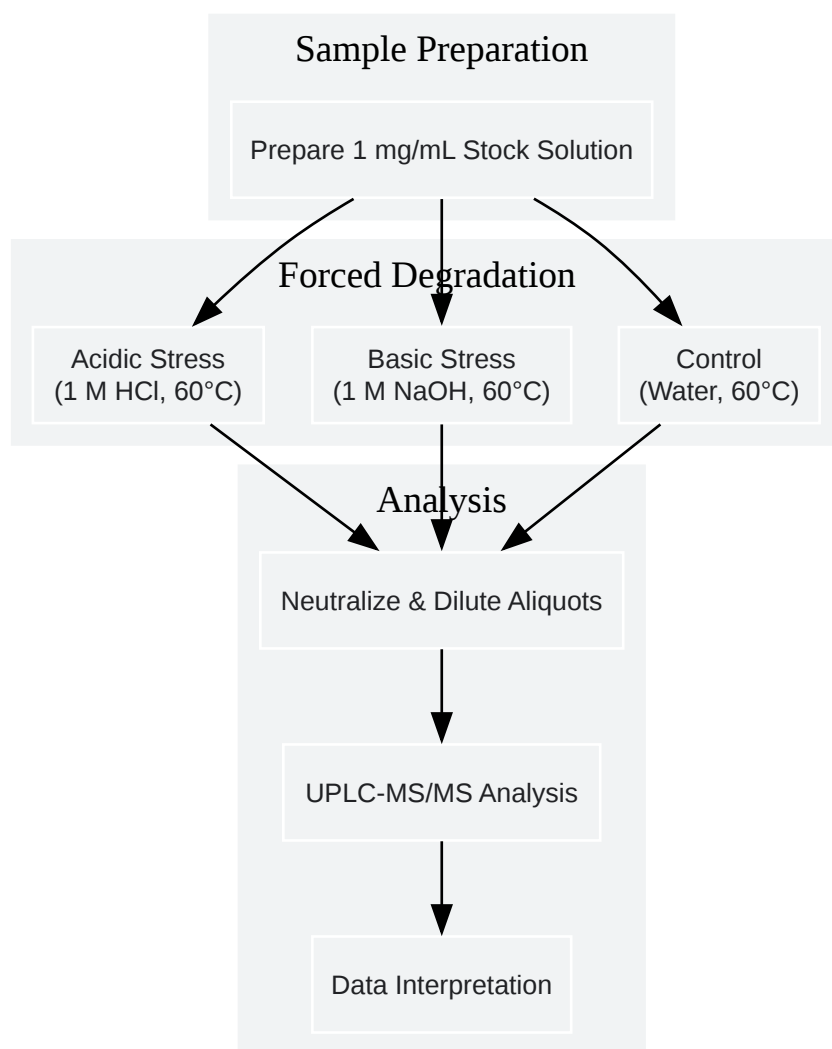 Sample Preparation
Prepare 1 mg/mL Stock Solution
Forced Degradation
Acidic Stress
(1 M HCl, 60°C)
Basic Stress
(1 M NaOH, 60°C)
Control
(Water, 60°C)
Analysis
Neutralize & Dilute Aliquots
UPLC-MS/MS Analysis
Data Interpretation